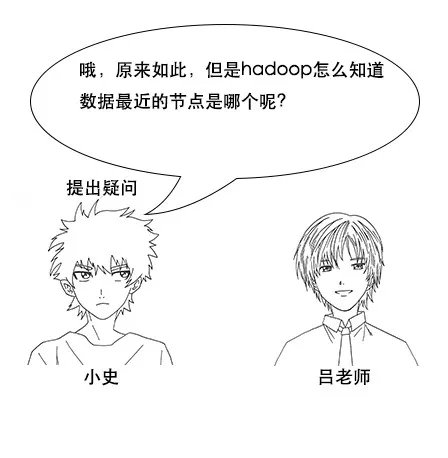 哦，原来如此，但是hadoop怎么知道
数据最近的节点是哪个呢？
提出疑问
小史
吕老师